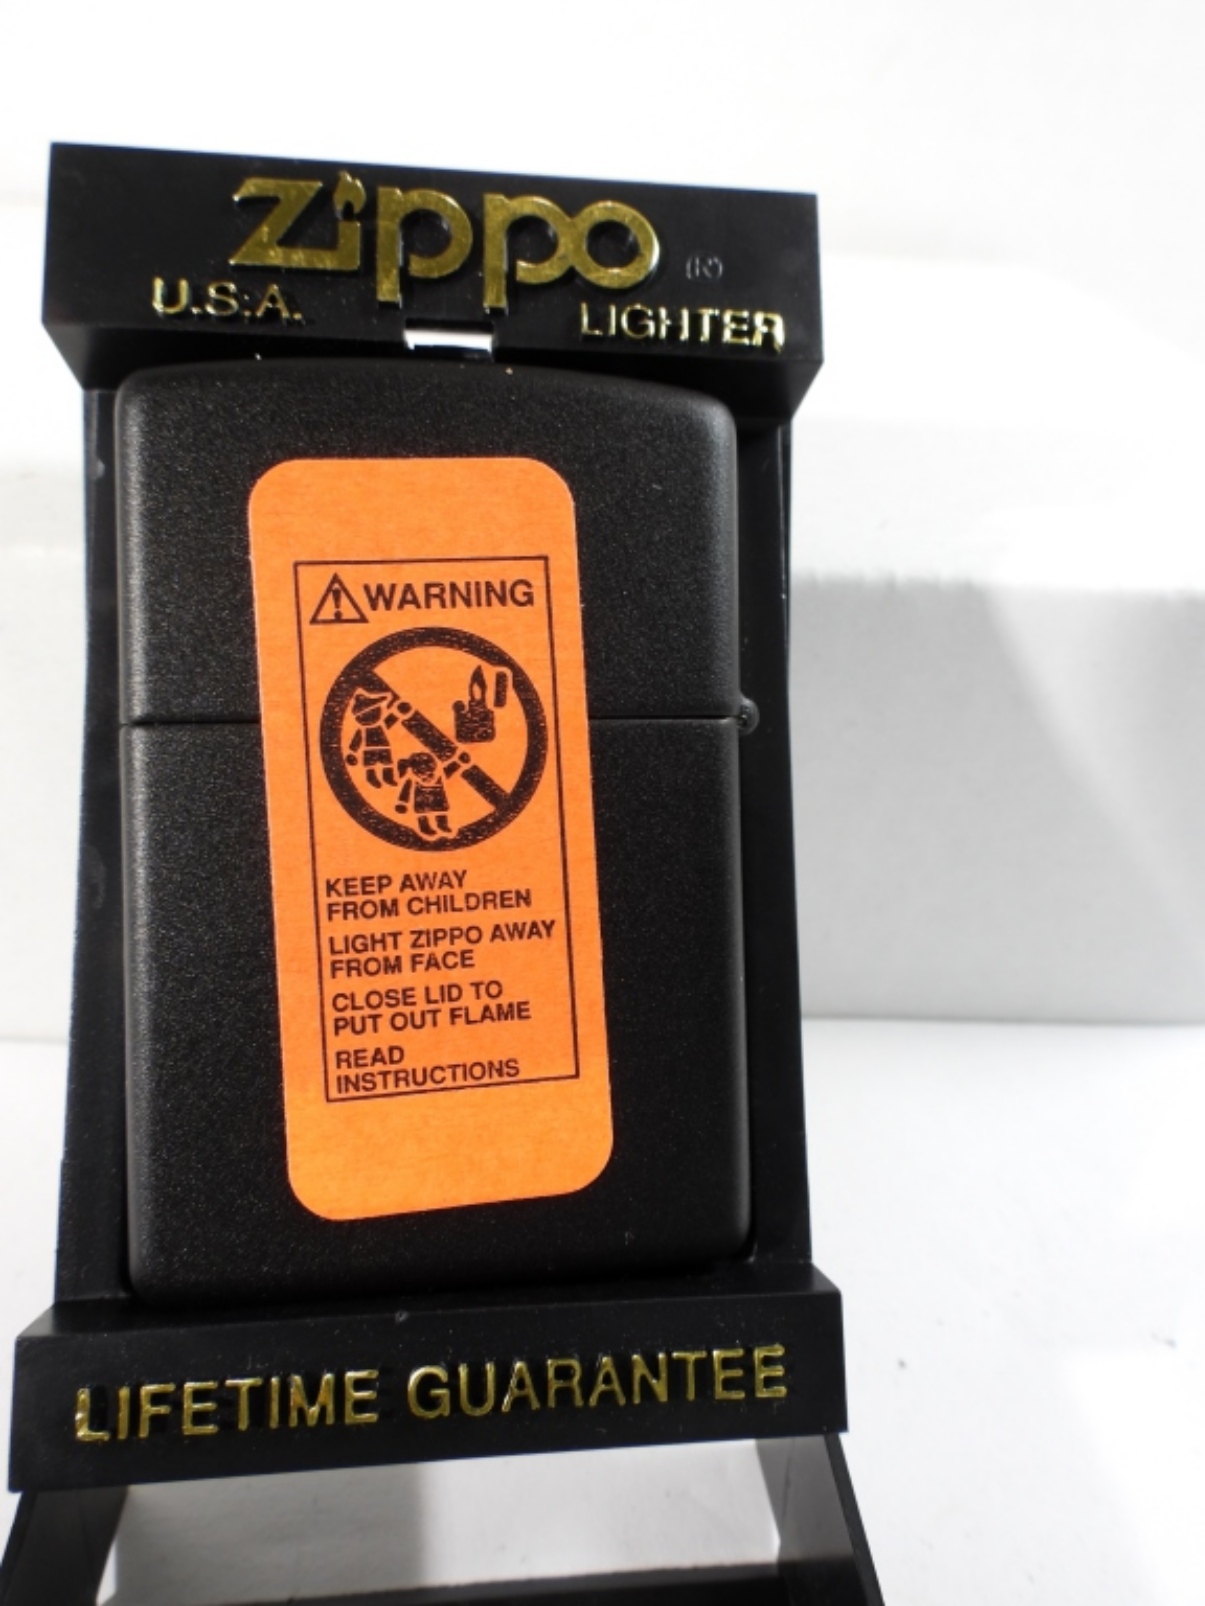 zippo
(R)
U.S.A.
LIGHTER
WARNING
KEEP AWAY
FROM CHILDREN
LIGHT ZIPPO AWAY
FROM FACE
CLOSE LID TO
PUT OUT FLAME
READ
INSTRUCTIONS
LIFETIME GUARANTEE